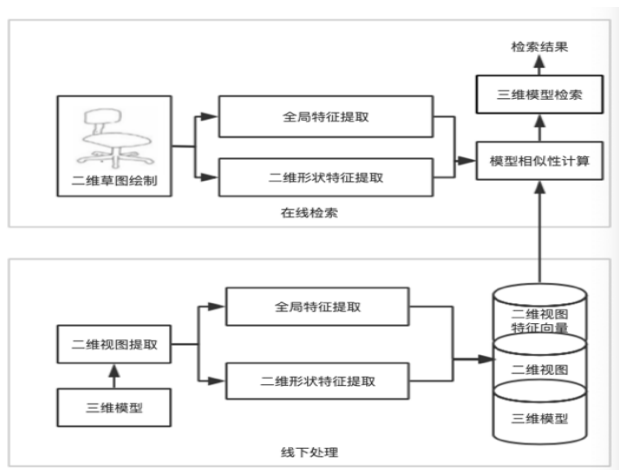 检索结果
三维模型检索
全局特征提取
模型相似性计算
二维草图绘制
二维形状特征提取
在线检索
全局特征提取
二维视图
特征向量
二维视图提取
二维视图
二维形状特征提取
三维模型
三维模型
线下处理